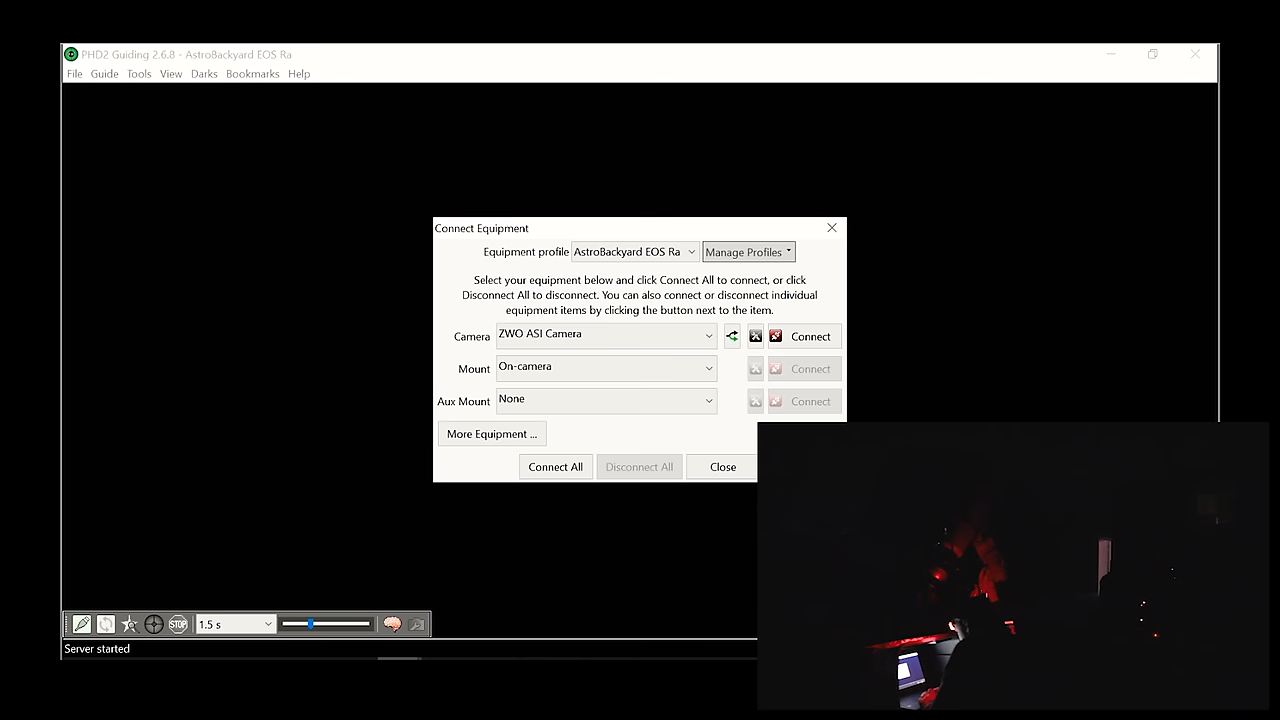 PHD2 Guiding 2.6.8 - AstroBackyard EOS Ra
File Guide Tools View Darks Bookmarks Help
Connect Equipment
Equipment profile AstroBackyard EOS Ra Manage Profiles
Select your equipment below and click Connect All to connect, or click
Disconnect All to disconnect. You can also connect or disconnect individual
equipment items by clicking the button next to the item.
Camera ZWO ASI Camera Connect
Mount On-camera Connect
Aux Mount None Connect
More Equipment ...
Connect All Disconnect All Close
STOP 1.5 s
Server started